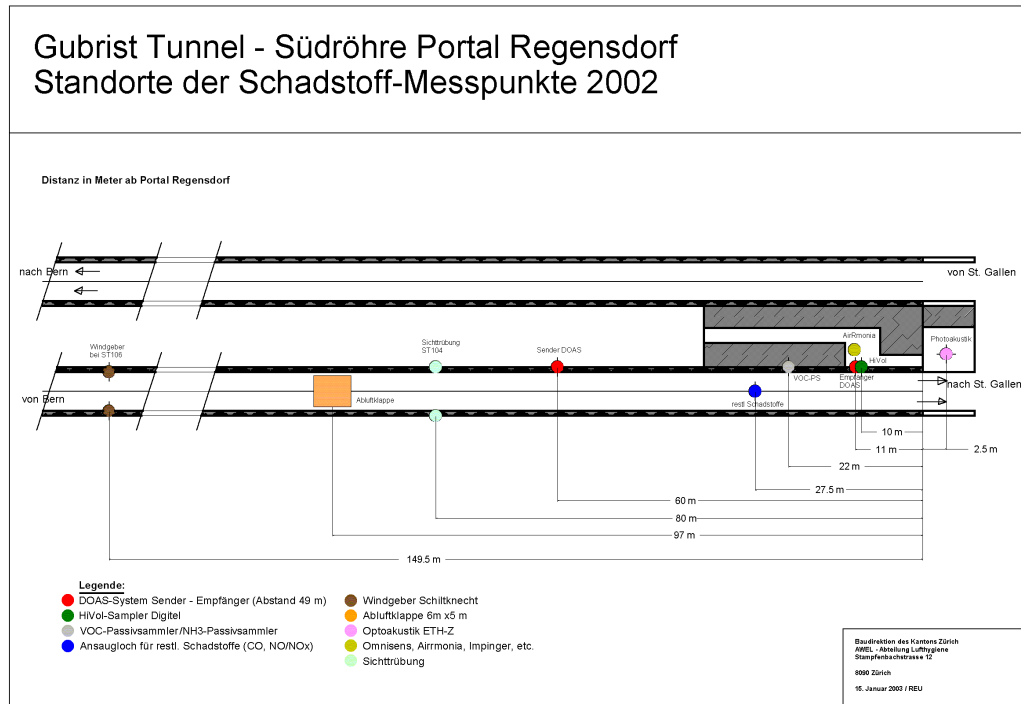 Gubrist Tunnel - Südröhre Portal Regensdorf
Standorte der Schadstoff-Messpunkte 2002
Distanz in Meter ab Portal Regensdorf
nach Bern
von St. Gallen
Windgeber
bei ST106
Sichttrübung
ST104
Sender DOAS
AirRmonia
Photoakustik
HiVol
VOC-PS
Empfänger
DOAS
nach St. Gallen
von Bern
Abluftklappe
restl Schadstoffe
10 m
11 m
2.5 m
22 m
27.5 m
60 m
80 m
97 m
149.5 m
Legende:
DOAS-System Sender - Empfänger (Abstand 49 m)
HiVol-Sampler Digitel
VOC-Passivsammler/NH3-Passivsammler
Ansaugloch für restl. Schadstoffe (CO, NO/NOx)
Windgeber Schiltknecht
Abluftklappe 6m x5 m
Optoakustik ETH-Z
Omnisens, Airrmonia, Impinger, etc.
Sichttrübung
Baudirektion des Kantons Zürich
AWEL - Abteilung Lufthygiene
Stampfenbachstrasse 12
8090 Zürich
15. Januar 2003 / REU